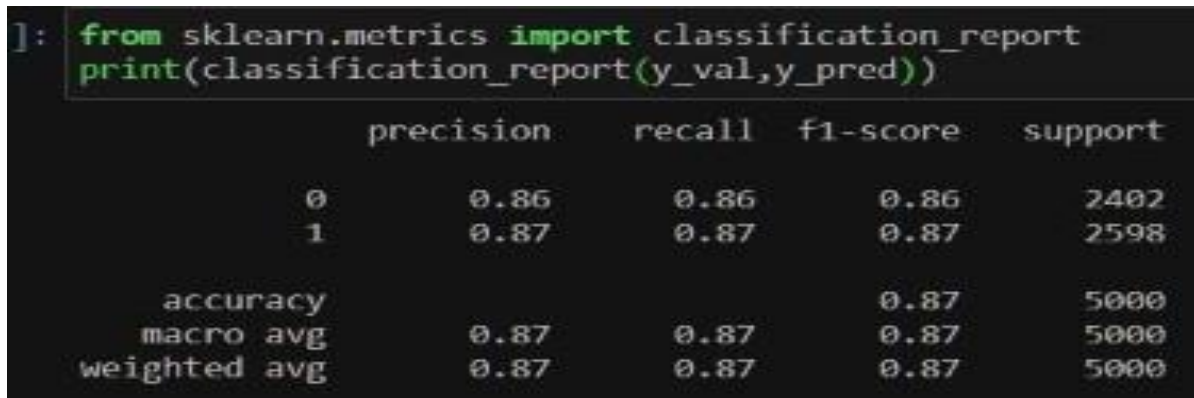 ]: from sklearn.metrics import classification_report
print(classification_report(y_val,y_pred))
precision recall f1-score support
0 0.86 0.86 0.86 2402
1 0.87 0.87 0.87 2598
accuracy 0.87 5000
macro avg 0.87 0.87 0.87 5000
weighted avg 0.87 0.87 0.87 5000